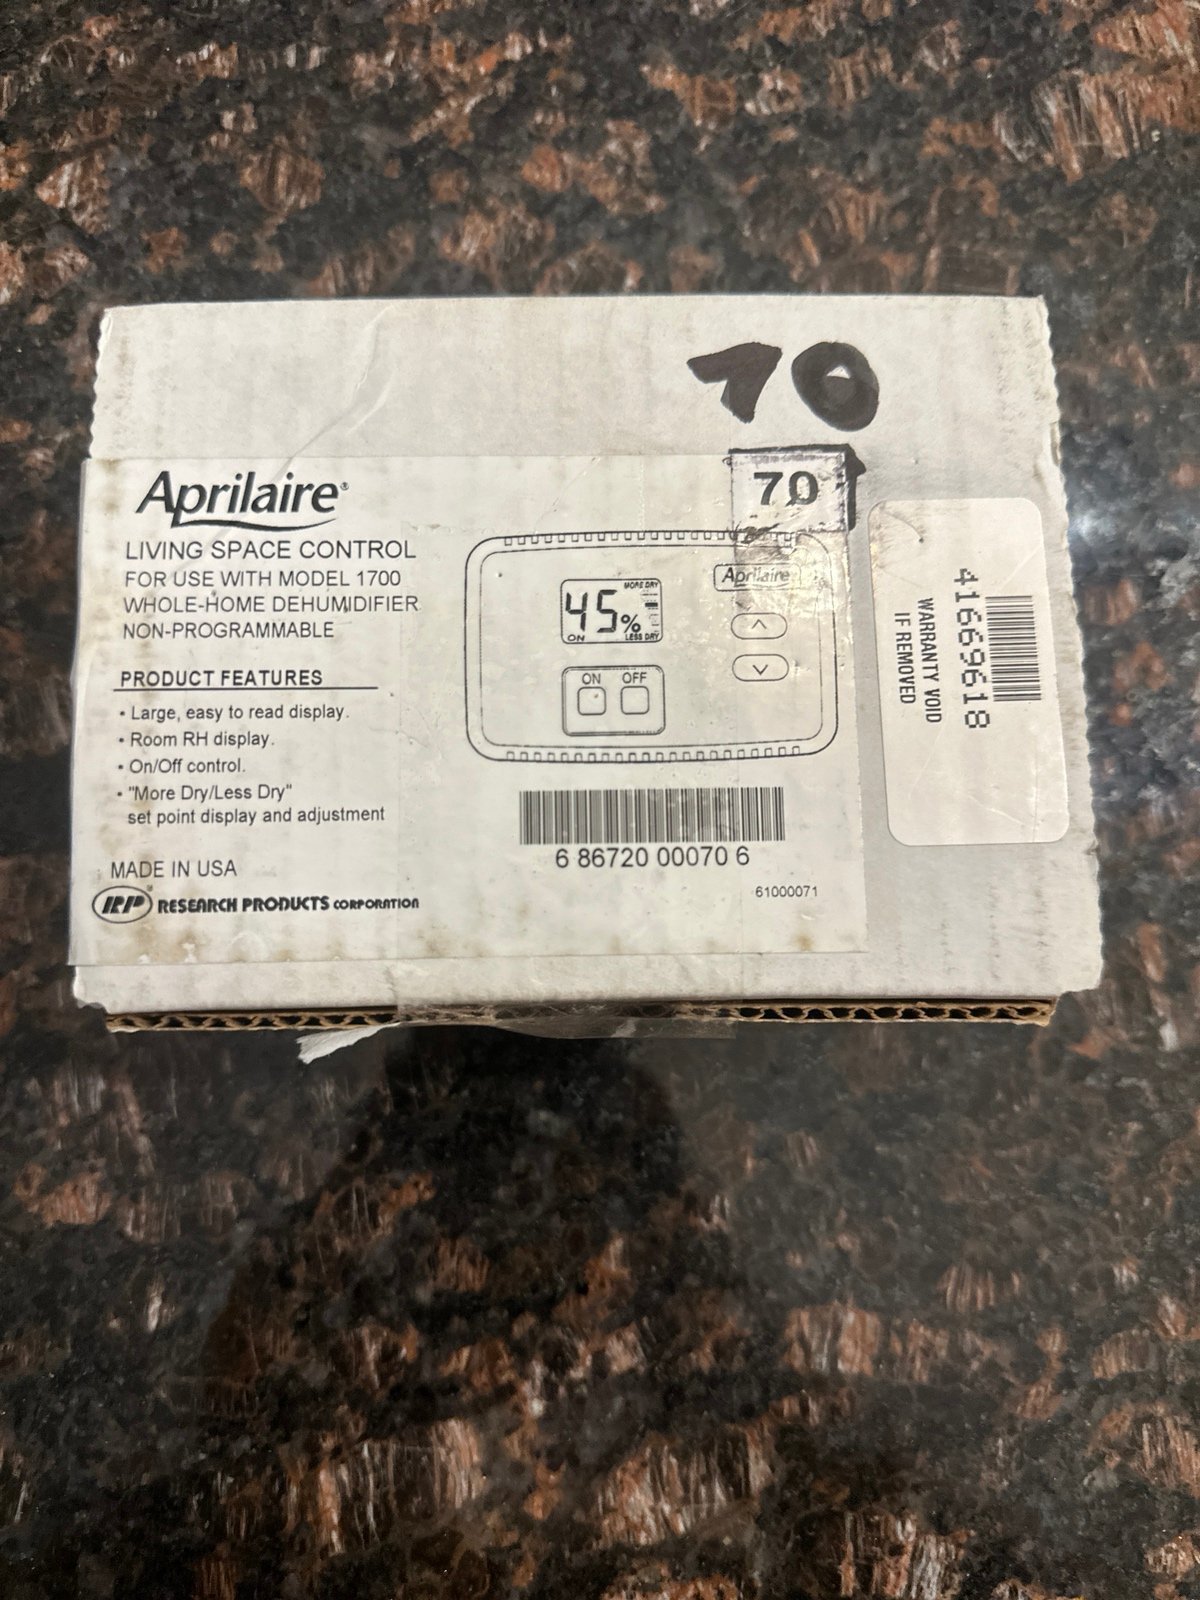 70
70
Aprilaire®
LIVING SPACE CONTROL
FOR USE WITH MODEL 1700
WHOLE-HOME DEHUMIDIFIER
NON-PROGRAMMABLE
PRODUCT FEATURES
• Large, easy to read display.
• Room RH display.
• On/Off control.
• "More Dry/Less Dry"
set point display and adjustment
MADE IN USA
RP RESEARCH PRODUCTS CORPORATION
Aprilaire
MORE DRY
45%
ON
LESS DRY
ON OFF
6 86720 00070 6
61000071
41669618
WARRANTY VOID
IF REMOVED